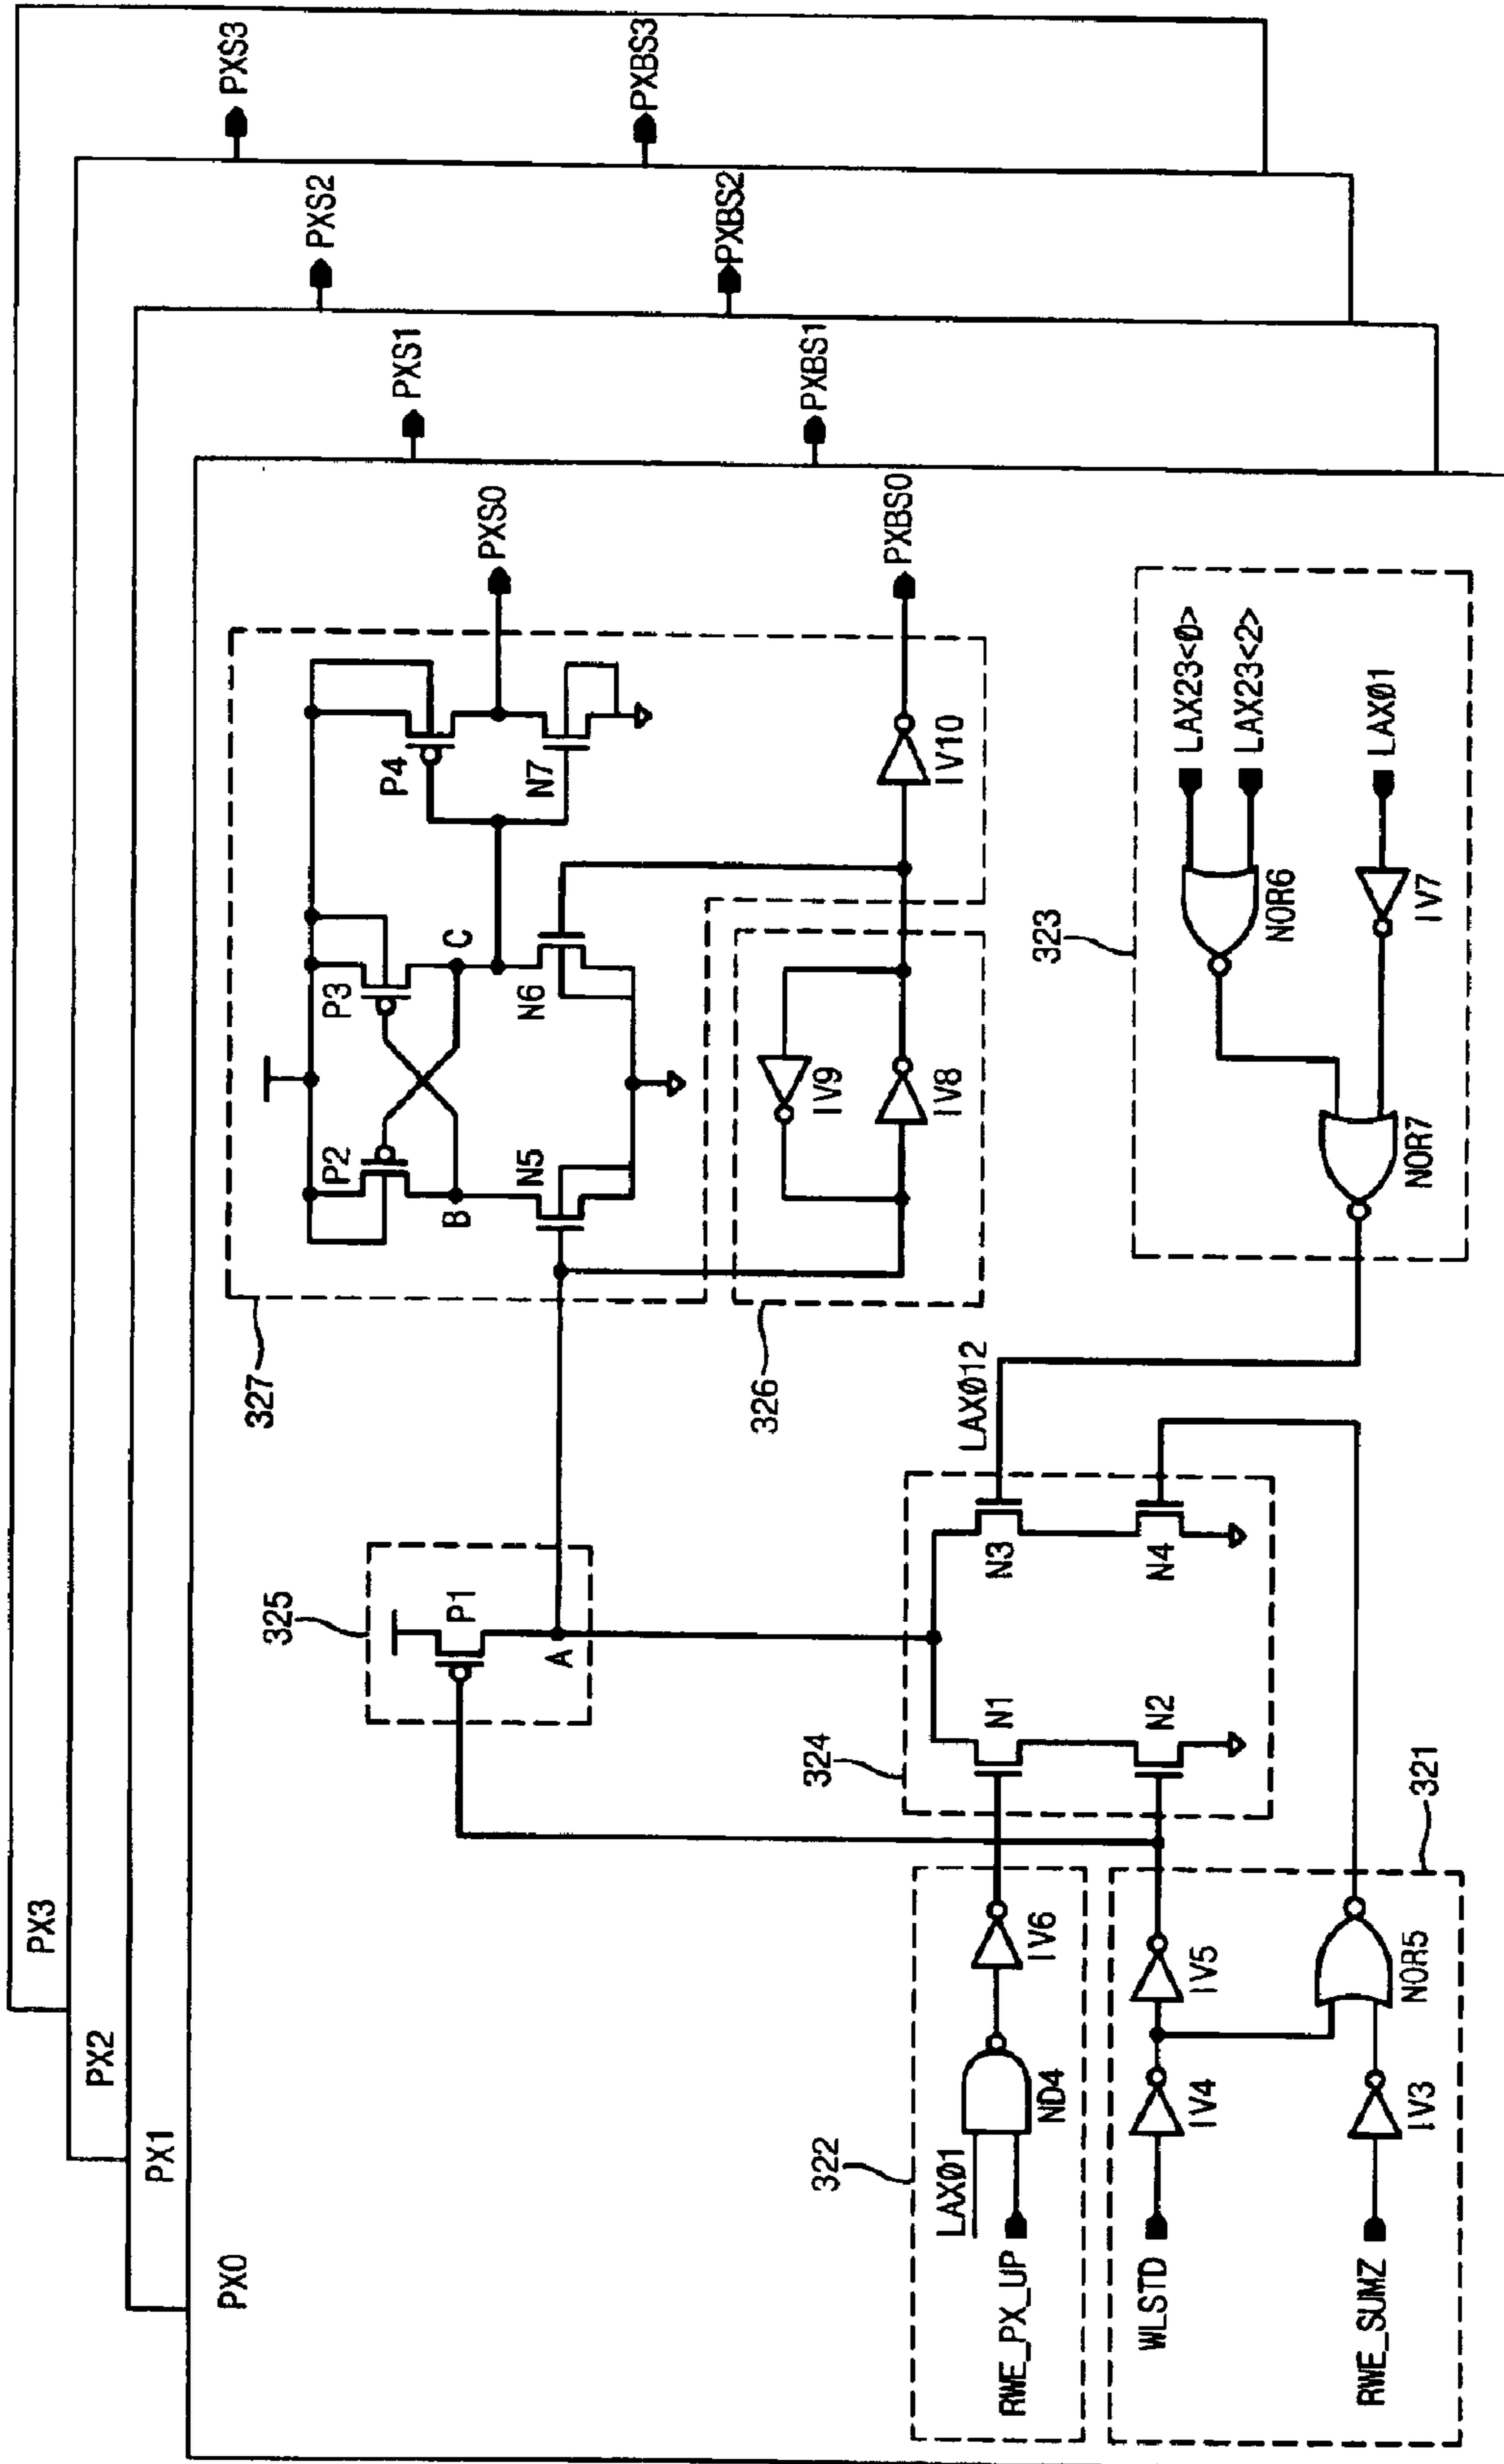 PX3
PX2
PX1
PX0
PXS3
PXBS3
PXS2
PXBS2
PXS1
PXBS1
PXS0
PXBS0
327
P2
P3
P4
B
C
N5
N6
N7
IV10
326
IV9
IV8
325
P1
A
324
N1
N2
N3
N4
LAX012
323
LAX23<0>
LAX23<2>
LAX01
NOR6
IV7
NOR7
322
LAX01
RWE_PX_UP
ND4
IV6
321
WLSTD
RWE_SUMZ
IV4
IV5
IV3
NOR5